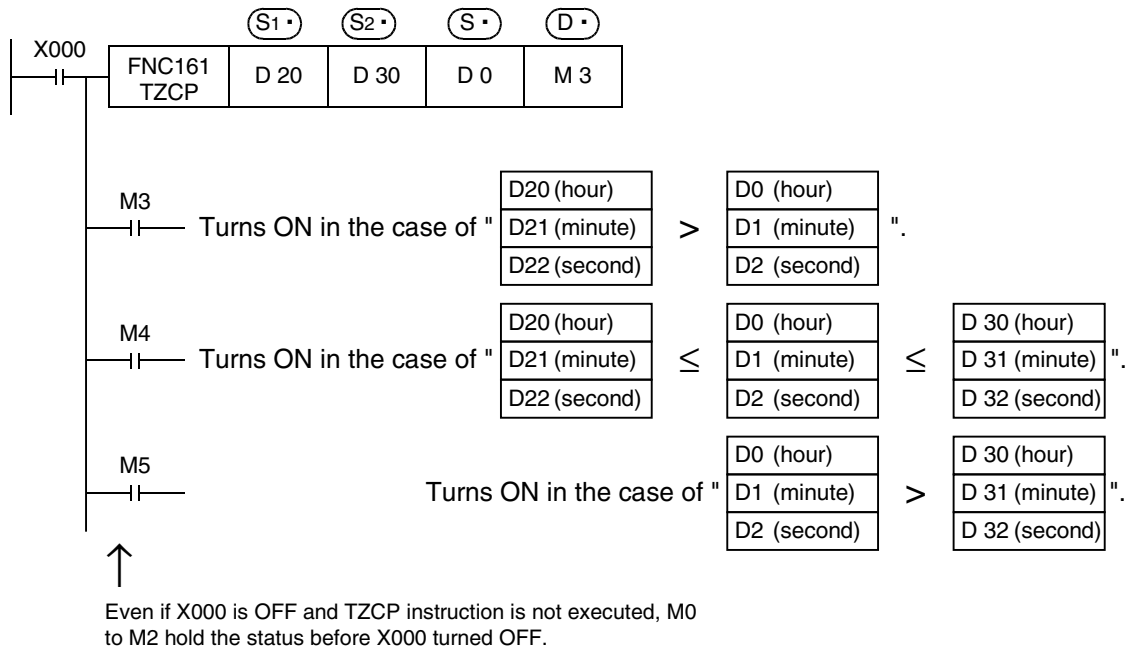 S1 · S2 · S · D ·
X000
FNC161
TZCP
D 20 D 30 D 0 M 3
M3
Turns ON in the case of "
D20 (hour)
D21 (minute)
D22 (second)
>
D0 (hour)
D1 (minute)
D2 (second)
".
M4
Turns ON in the case of "
D20 (hour)
D21 (minute)
D22 (second)
≤
D0 (hour)
D1 (minute)
D2 (second)
≤
D 30 (hour)
D 31 (minute)
D 32 (second)
".
M5
Turns ON in the case of "
D0 (hour)
D1 (minute)
D2 (second)
>
D 30 (hour)
D 31 (minute)
D 32 (second)
".
Even if X000 is OFF and TZCP instruction is not executed, M0
to M2 hold the status before X000 turned OFF.